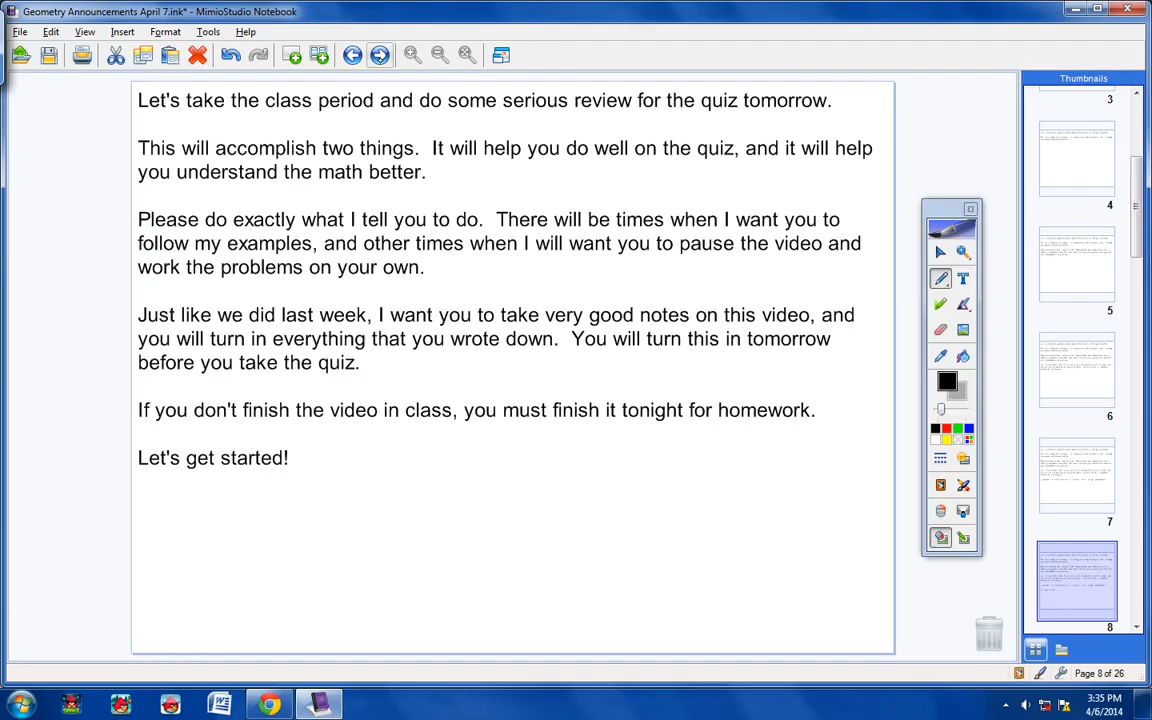 Geometry Announcements April 7.ink* - MimioStudio Notebook
File Edit View Insert Format Tools Help
Thumbnails
Let's take the class period and do some serious review for the quiz tomorrow.
This will accomplish two things.  It will help you do well on the quiz, and it will help
you understand the math better.
Please do exactly what I tell you to do.  There will be times when I want you to
follow my examples, and other times when I will want you to pause the video and
work the problems on your own.
Just like we did last week, I want you to take very good notes on this video, and
you will turn in everything that you wrote down.  You will turn this in tomorrow
before you take the quiz.
If you don't finish the video in class, you must finish it tonight for homework.
Let's get started!
3
4
5
6
7
8
Page 8 of 26
3:35 PM
4/6/2014